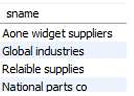 sname
Aone widget suppliers
Global industries
Relaible supplies
National parts co